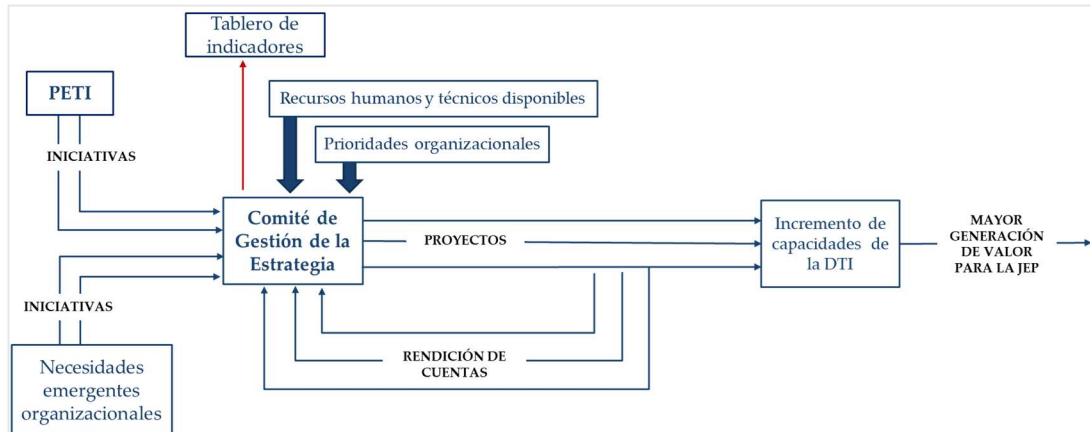 Tablero de
indicadores
PETI
Recursos humanos y técnicos disponibles
Prioridades organizacionales
INICIATIVAS
Comité de
Gestión de la
Estrategia
PROYECTOS
Incremento de
capacidades de
la DTI
MAYOR
GENERACIÓN
DE VALOR
PARA LA JEP
INICIATIVAS
RENDICIÓN DE
CUENTAS
Necesidades
emergentes
organizacionales